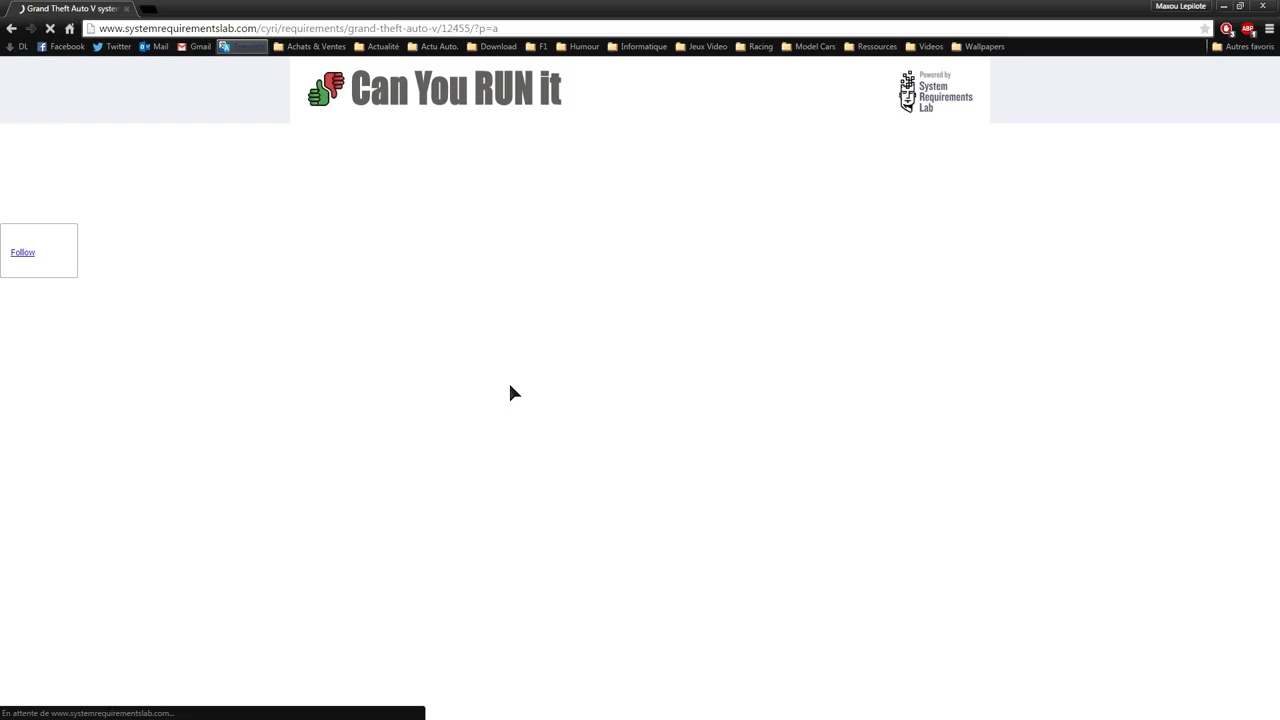 Grand Theft Auto V syste
Maxou Lepilote
www.systemrequirementslab.com/cyri/requirements/grand-theft-auto-v/12455/?p=a
DL Facebook Twitter Mail Gmail Achats & Ventes Actualité Actu Auto. Download F1 Humour Informatique Jeux Video Racing Model Cars Ressources Videos Wallpapers Autres favoris
Can You RUN it
Powered by
System
Requirements
Lab
Follow
En attente de www.systemrequirementslab.com...